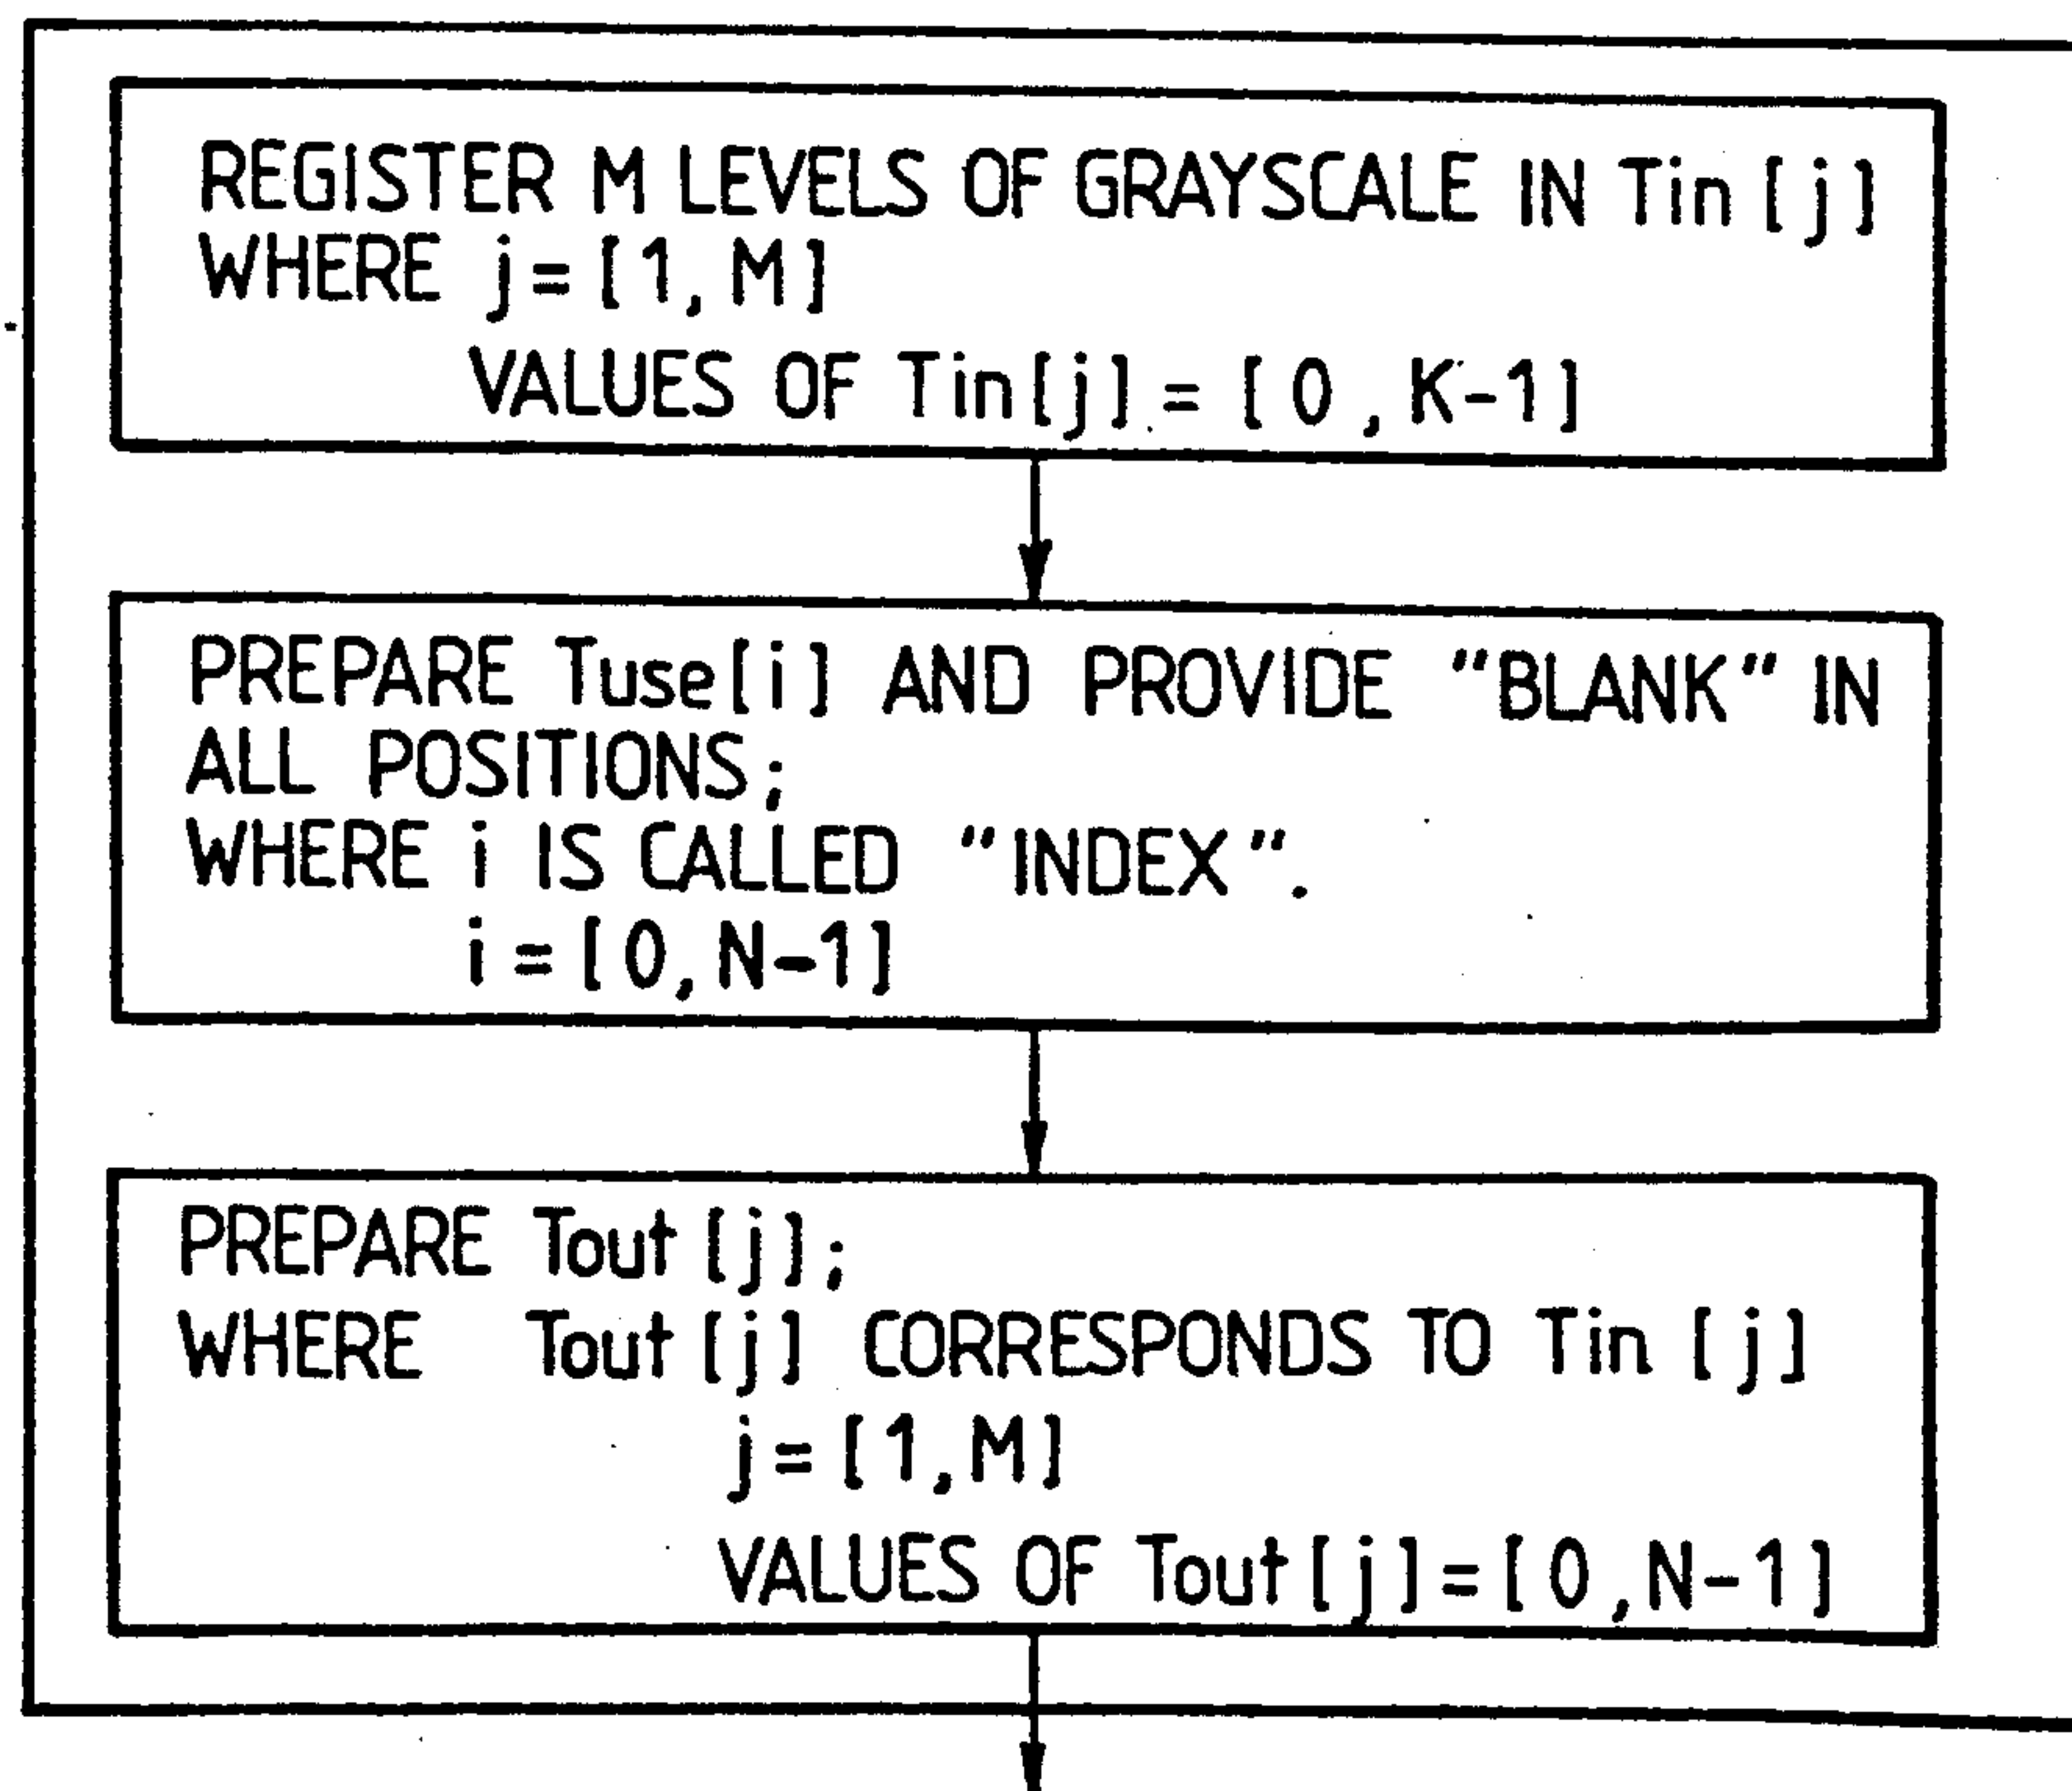 REGISTER M LEVELS OF GRAYSCALE IN Tin [j]
WHERE j=[1,M]
VALUES OF Tin[j] = [0,K-1]
PREPARE Tuse[i] AND PROVIDE "BLANK" IN
ALL POSITIONS;
WHERE i IS CALLED "INDEX".
i=[0,N-1]
PREPARE Tout [j];
WHERE Tout [j] CORRESPONDS TO Tin [j]
j=[1,M]
VALUES OF Tout[j]=[0,N-1]